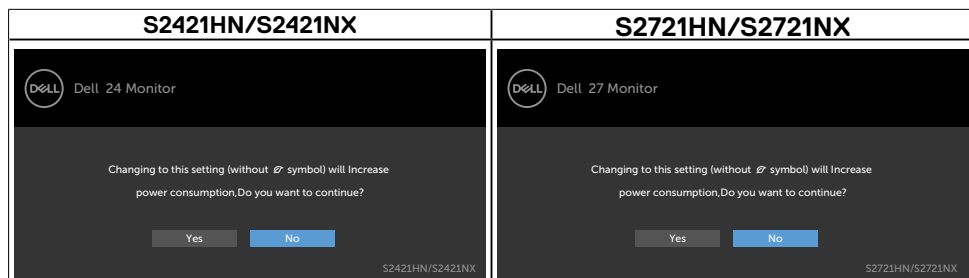 S2421HN/S2421NX
S2721HN/S2721NX
DELL Dell 24 Monitor
Changing to this setting (without symbol) will Increase
power consumption,Do you want to continue?
Yes No
S2421HN/S2421NX
DELL Dell 27 Monitor
Changing to this setting (without symbol) will Increase
power consumption,Do you want to continue?
Yes No
S2721HN/S2721NX